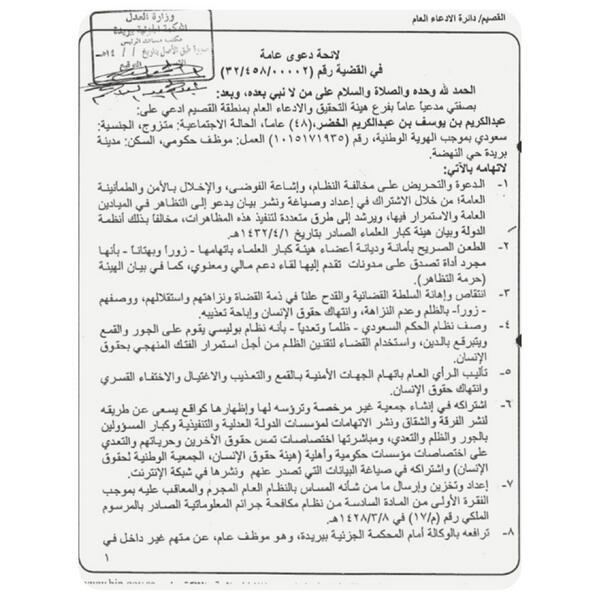 القصيم/ دائرة الادعاء العام
وزارة العدل
المحكمة الجزئية ببريدة
مكتب مساعد الرئيس
صورة طبق الأصل بتاريخ / / ١٤هـ
لائحة دعوى عامة
في القضية رقم (٣٢/٤٥٨/٠٠٠٠٢)
الحمد لله وحده والصلاة والسلام على من لا نبي بعده، وبعد:
بصفتي مدعياً عاماً بفرع هيئة التحقيق والادعاء العام بمنطقة القصيم ادعي على:
عبدالكريم بن يوسف بن عبدالكريم الخضر، (٤٨) عاماً، الحالة الاجتماعية: متزوج، الجنسية:
سعودي بموجب الهوية الوطنية، رقم (١٠١٥١٧١٩٣٥) العمل: موظف حكومي، السكن: مدينة
بريدة حي النهضة.
لاتهامه بالآتي:
١- الدعوة والتحريض على مخالفة النظام، وإشاعة الفوضى، والإخلال بالأمن والطمأنينة
العامة؛ من خلال الاشتراك في إعداد وصياغة ونشر بيان يدعو إلى التظاهر في الميادين
العامة والاستمرار فيها، ويرشد إلى طرق متعددة لتنفيذ هذه المظاهرات، مخالفاً بذلك أنظمة
الدولة وبيان هيئة كبار العلماء الصادر بتاريخ ١٤٣٢/٤/١هـ.
٢- الطعن الصريح بأمانة وديانة أعضاء هيئة كبار العلماء باتهامها - زوراً وبهتاناً - بأنها
مجرد أداة تصدق على مدونات تقدم إليها لقاء دعم مالي ومعنوي، كما في بيان الهيئة
(حرمة التظاهر).
٣- انتقاص وإهانة السلطة القضائية والقدح علناً في ذمة القضاة ونزاهتهم واستقلالهم، ووصفهم
- زوراً- بالظلم وعدم النزاهة، وانتهاك حقوق الإنسان وإباحة تعذيبه.
٤- وصف نظام الحكم السعودي - ظلماً وتعدياً - بأنه نظام بوليسي يقوم على الجور والقمع
ويتبرقع بالدين، واستخدام القضاء لتقنين الظلم من أجل استمرار الفتك المنهجي بحقوق
الإنسان.
٥- تأليب الرأي العام باتهام الجهات الأمنية بالقمع والتعذيب والاغتيال والاختفاء القسري
وانتهاك حقوق الإنسان.
٦- اشتراكه في إنشاء جمعية غير مرخصة وترؤسه لها وإظهارها كواقع يسعى عن طريقه
لنشر الفرقة والشقاق ونشر الاتهامات لمؤسسات الدولة العدلية والتنفيذية وكبار المسؤولين
بالجور والظلم والتعدي، ومباشرتها اختصاصات تمس حقوق الآخرين وحرياتهم والتعدي
على اختصاصات مؤسسات حكومية وأهلية (هيئة حقوق الإنسان، الجمعية الوطنية لحقوق
الإنسان) واشتراكه في صياغة البيانات التي تصدر عنهم ونشرها في شبكة الإنترنت.
٧- إعداد وتخزين وإرسال ما من شأنه المساس بالنظام العام المجرم والمعاقب عليه بموجب
الفقرة الأولى من المادة السادسة من نظام مكافحة جرائم المعلوماتية الصادر بالمرسوم
الملكي رقم (م/١٧) في ١٤٢٨/٣/٨هـ.
٨- ترافعه بالوكالة أمام المحكمة الجزئية ببريدة، وهو موظف عام، عن متهم غير داخل في
١